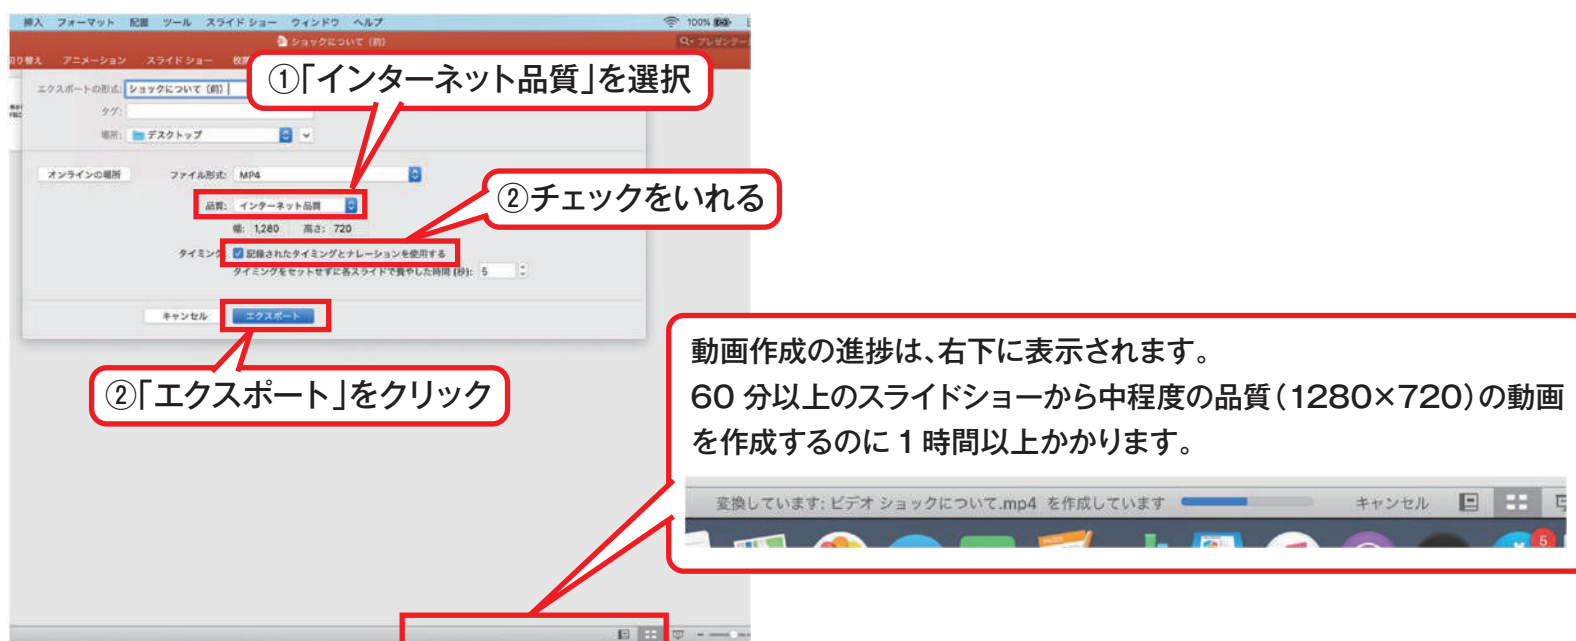 挿入 フォーマット 配置 ツール スライド ショー ウィンドウ ヘルプ 100%
ショックについて (前)
切り替え アニメーション スライド ショー 校閲
①「インターネット品質」を選択
エクスポートの形式: ショックについて (前)
タグ:
場所: デスクトップ
オンラインの場所 ファイル形式: MP4
品質: インターネット品質
②チェックをいれる
幅: 1,280 高さ: 720
タイミング: 記録されたタイミングとナレーションを使用する
タイミングをセットせずに各スライドで費やした時間 (秒): 5
キャンセル エクスポート
②「エクスポート」をクリック
動画作成の進捗は、右下に表示されます。
60 分以上のスライドショーから中程度の品質(1280×720)の動画
を作成するのに 1 時間以上かかります。
変換しています: ビデオ ショックについて.mp4 を作成しています キャンセル
5